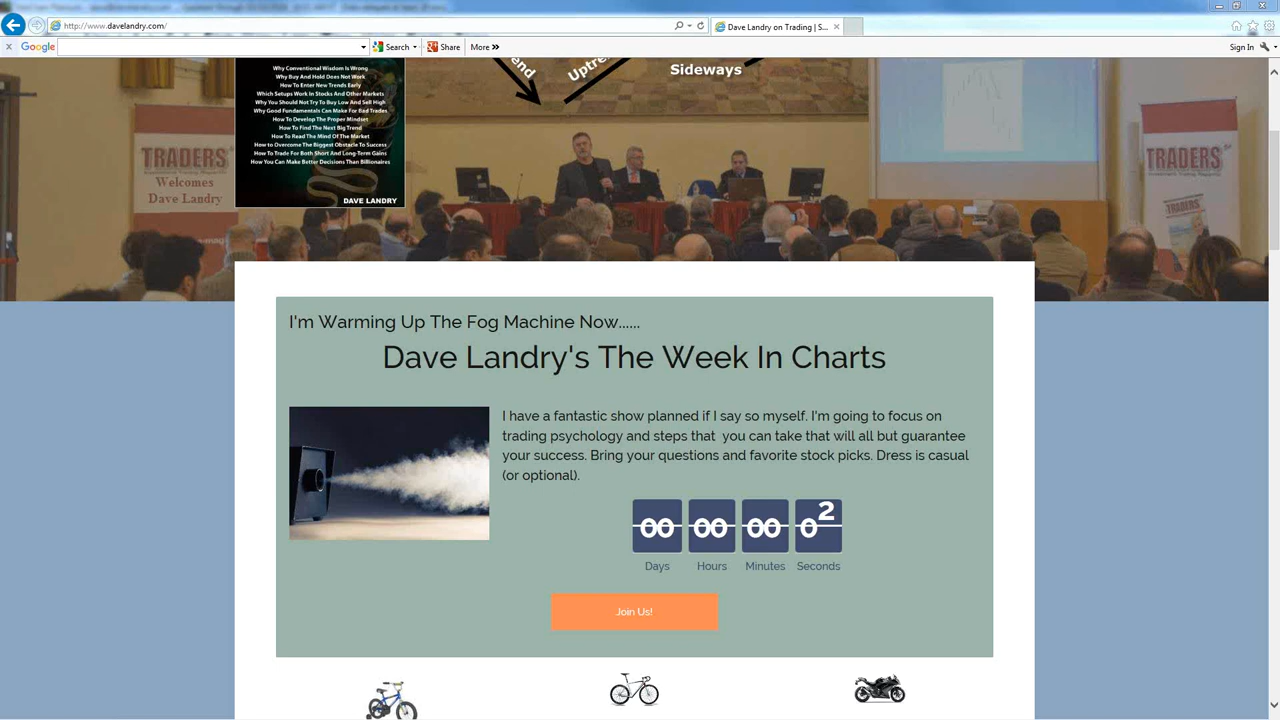 http://www.davelandry.com/
Dave Landry on Trading | S...
x
Google
Search
Share
More »
Sign In
Why Conventional Wisdom Is Wrong
Why Buy And Hold Does Not Work
How To Enter New Trends Early
Which Setups Work In Stocks And Other Markets
Why You Should Not Try To Buy Low And Sell High
Why Good Fundamentals Can Make For Bad Trades
How To Develop The Proper Mindset
How To Find The Next Big Trend
How To Read The Mind Of The Market
How to Overcome The Biggest Obstacle To Success
How To Trade For Both Short And Long-Term Gains
How You Can Make Better Decisions Than Billionaires
DAVE LANDRY
Sideways
TRADERS'
Welcomes
Dave Landry
TRADERS'
I'm Warming Up The Fog Machine Now......
Dave Landry's The Week In Charts
I have a fantastic show planned if I say so myself. I'm going to focus on
trading psychology and steps that you can take that will all but guarantee
your success. Bring your questions and favorite stock picks. Dress is casual
(or optional).
00 00 00 02
Days Hours Minutes Seconds
Join Us!